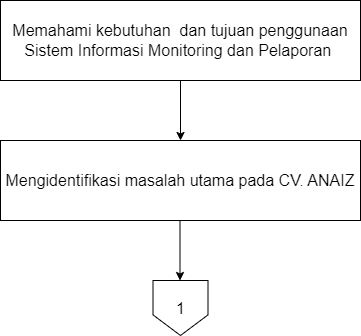 Memahami kebutuhan dan tujuan penggunaan
Sistem Informasi Monitoring dan Pelaporan
Mengidentifikasi masalah utama pada CV. ANAIZ
1